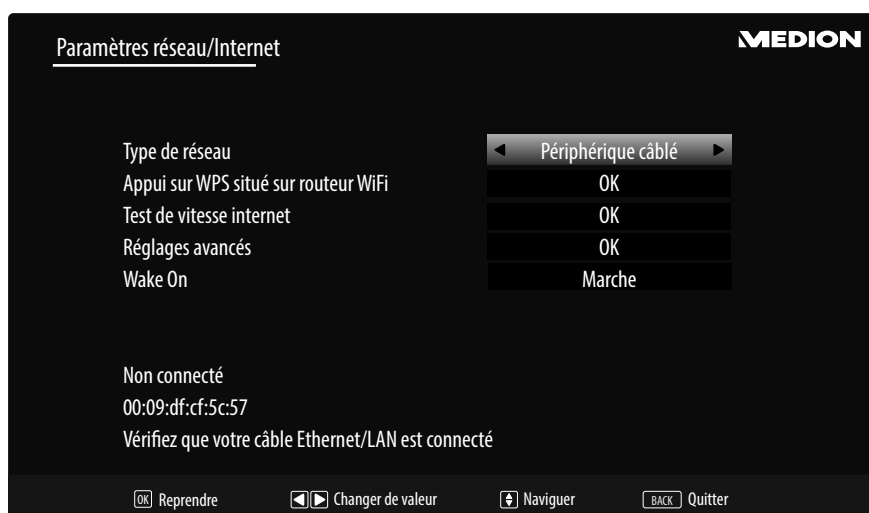 Paramètres réseau/Internet
MEDION
Type de réseau Périphérique câblé
Appui sur WPS situé sur routeur WiFi OK
Test de vitesse internet OK
Réglages avancés OK
Wake On Marche
Non connecté
00:09:df:cf:5c:57
Vérifiez que votre câble Ethernet/LAN est connecté
OK Reprendre Changer de valeur Naviguer BACK Quitter